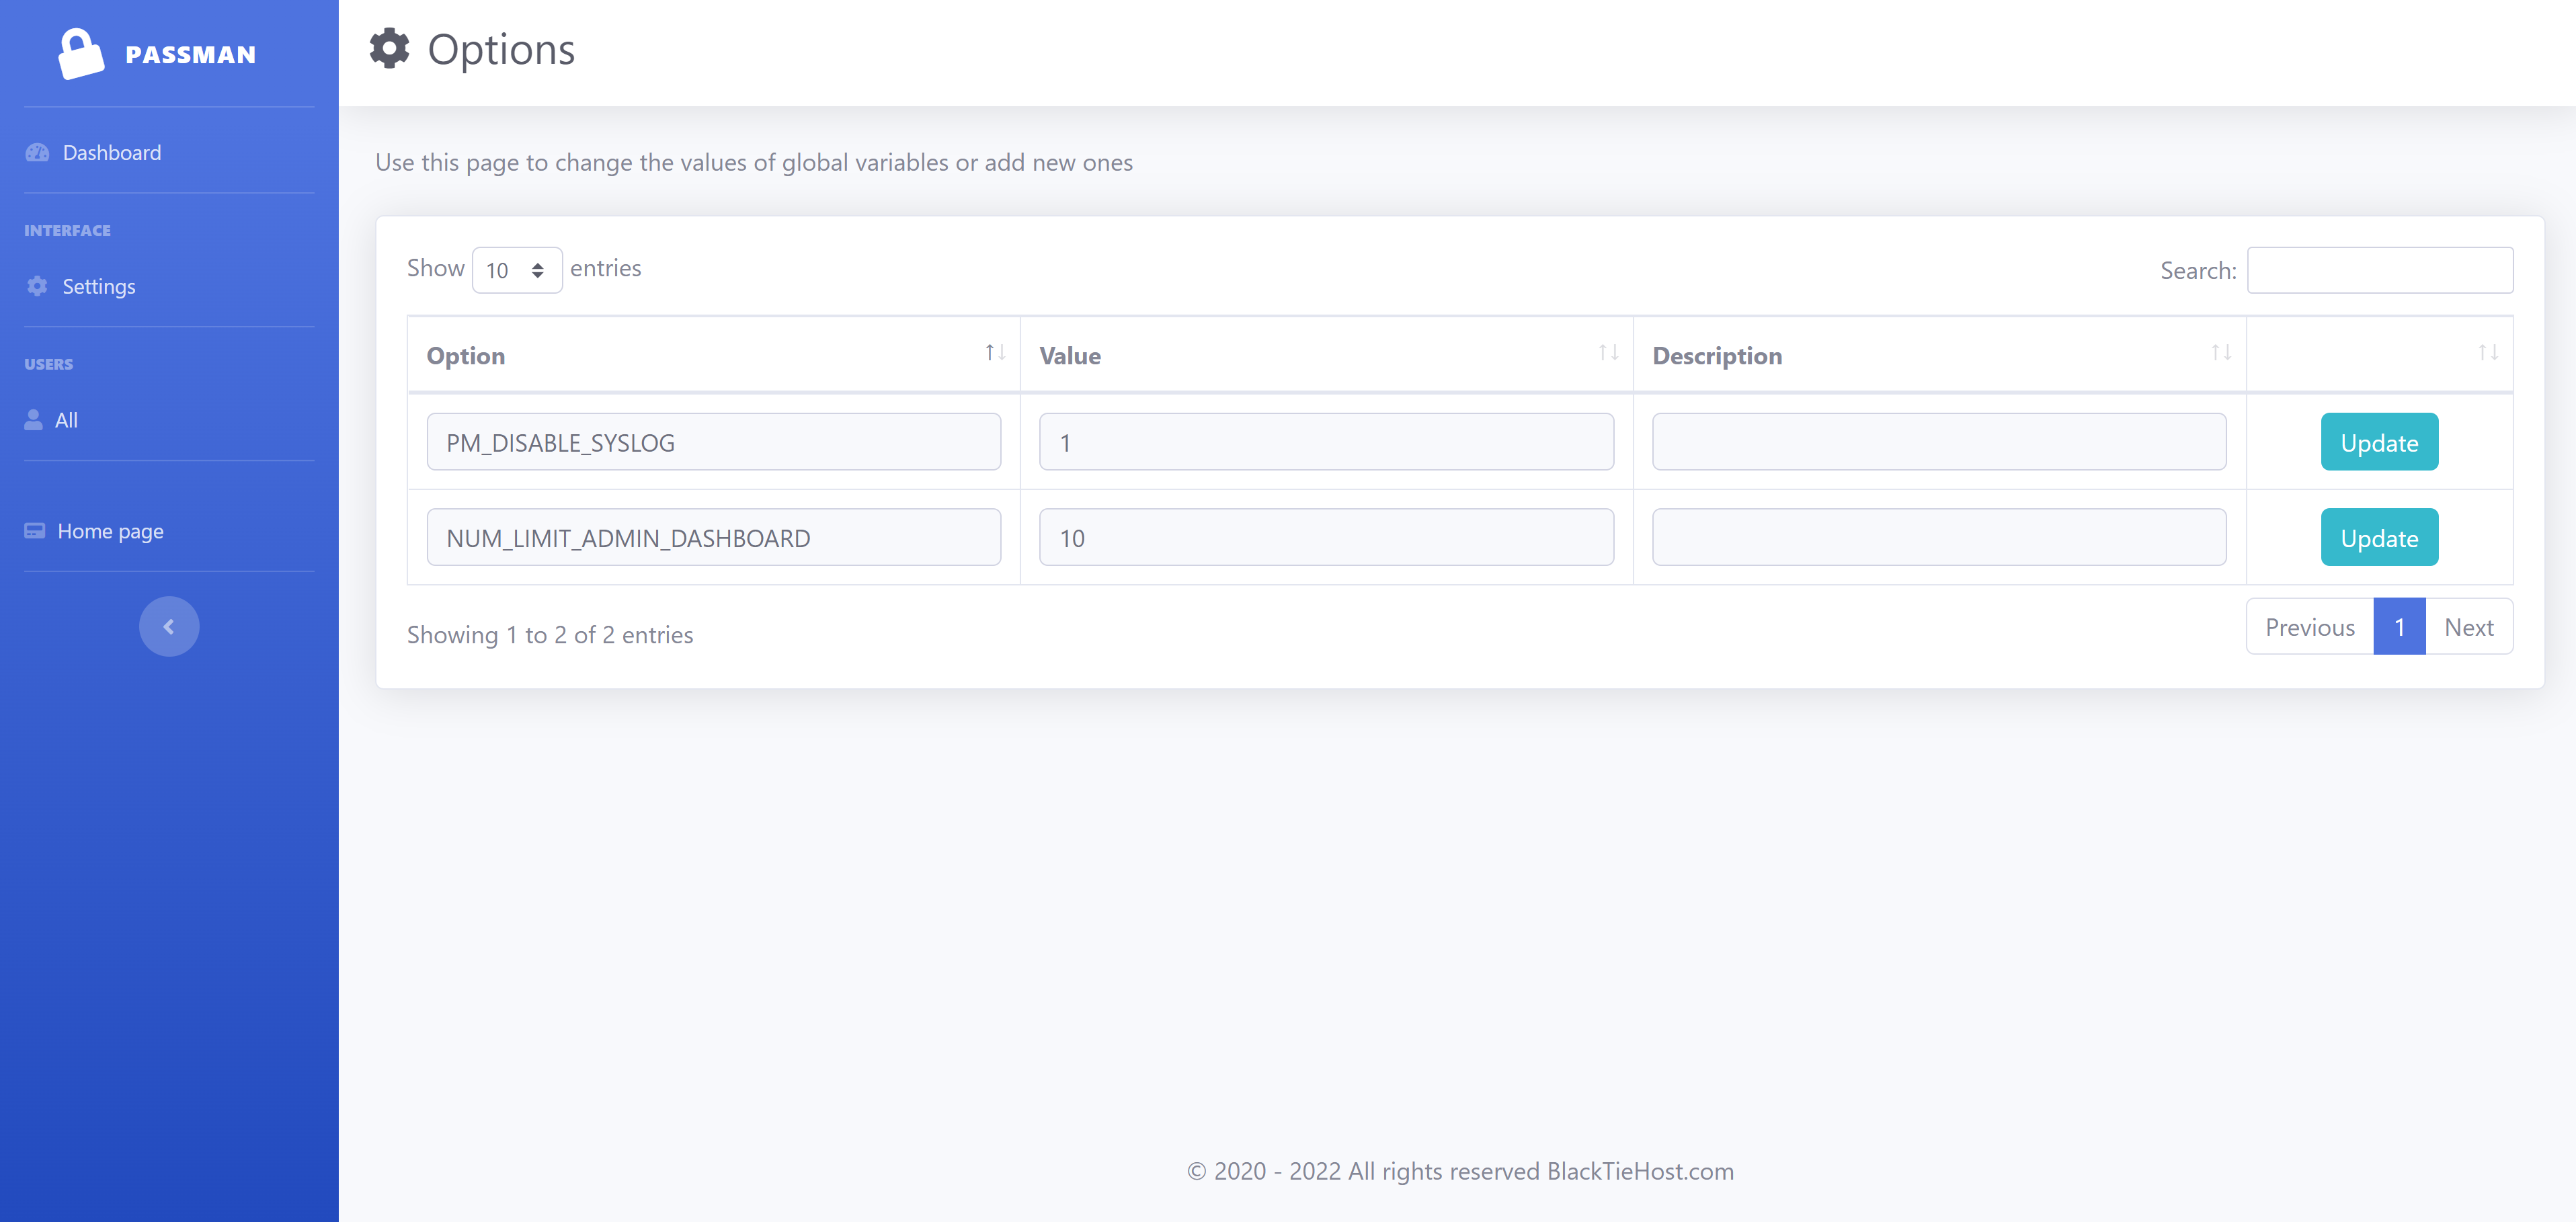 PASSMAN
Dashboard
INTERFACE
Settings
USERS
All
Home page
Options
Use this page to change the values of global variables or add new ones
Show 10 entries
Search:
Option Value Description
PM_DISABLE_SYSLOG 1 Update
NUM_LIMIT_ADMIN_DASHBOARD 10 Update
Showing 1 to 2 of 2 entries
Previous 1 Next
© 2020 - 2022 All rights reserved BlackTieHost.com